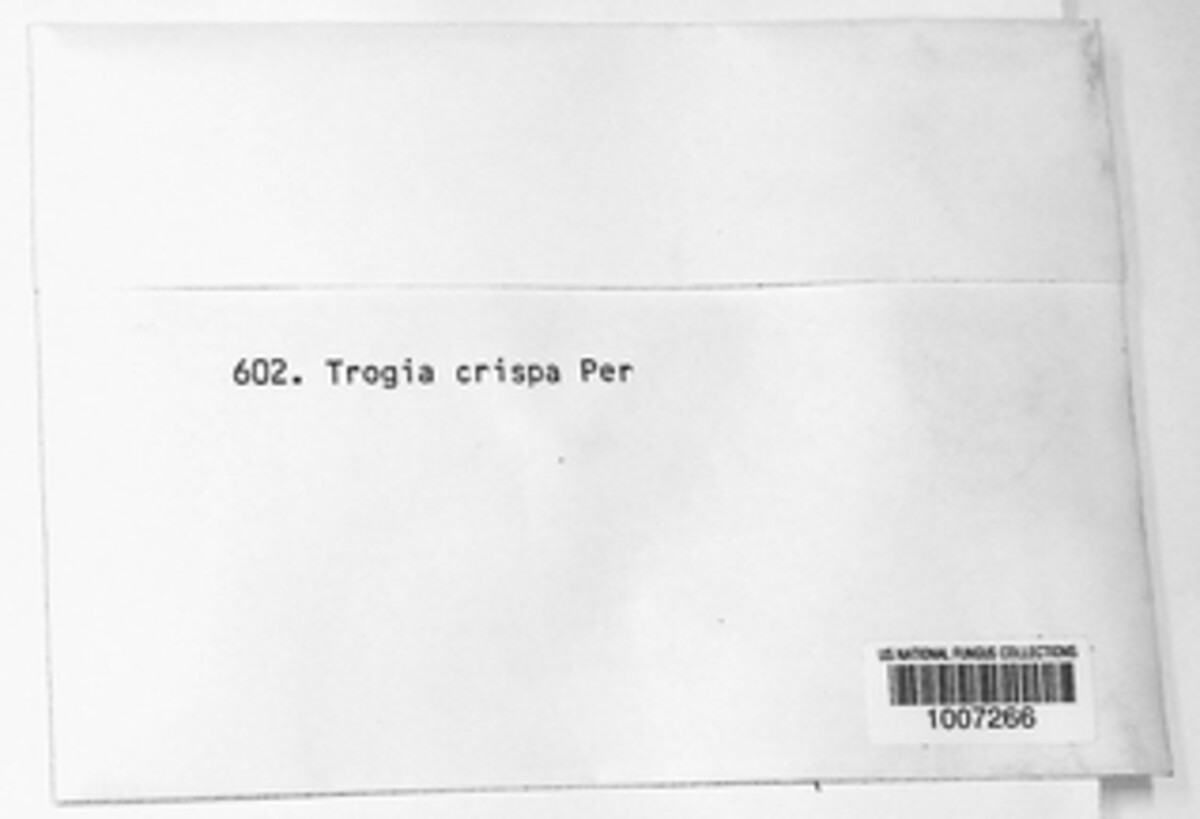 602. Trogia crispa Per
US NATIONAL FUNGUS COLLECTIONS
1007266